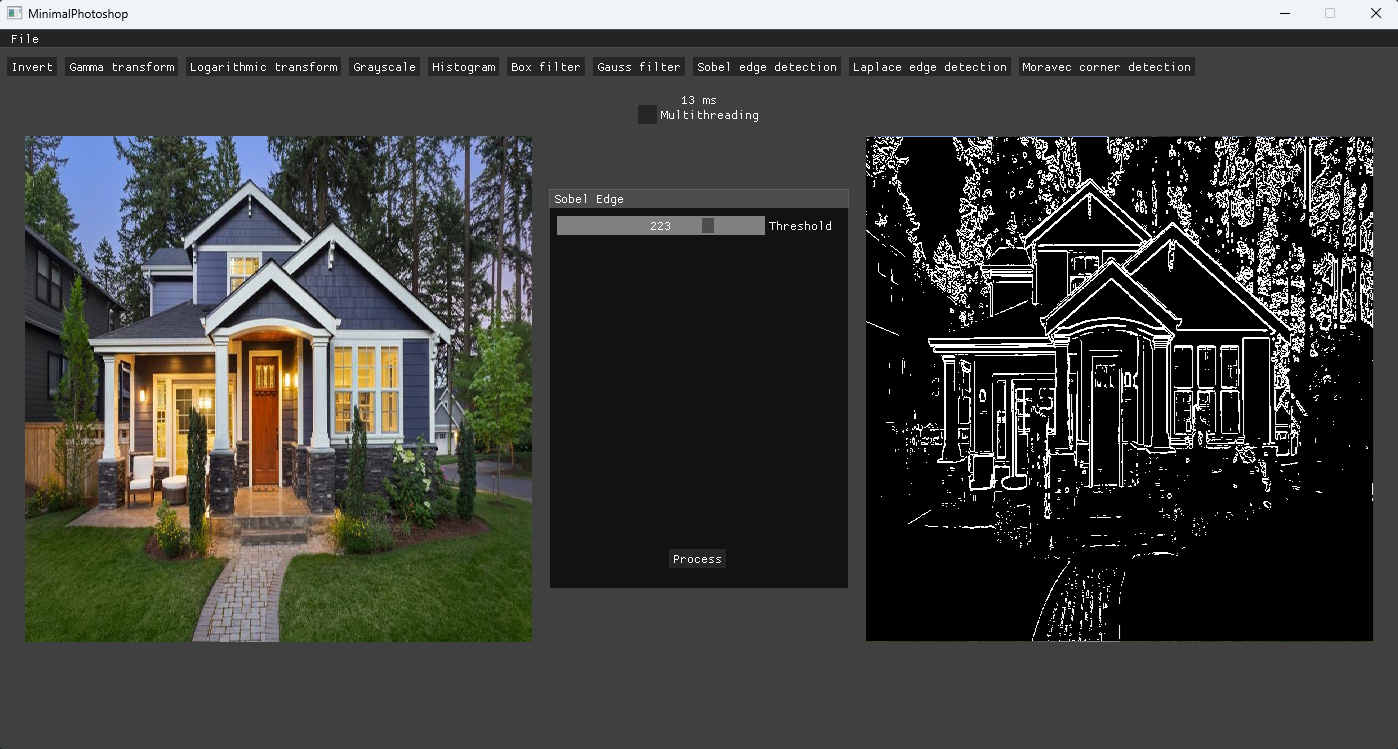 MinimalPhotoshop
File
Invert Gamma transform Logarithmic transform Grayscale Histogram Box filter Gauss filter Sobel edge detection Laplace edge detection Moravec corner detection
13 ms
Multithreading
Sobel Edge
223 Threshold
Process